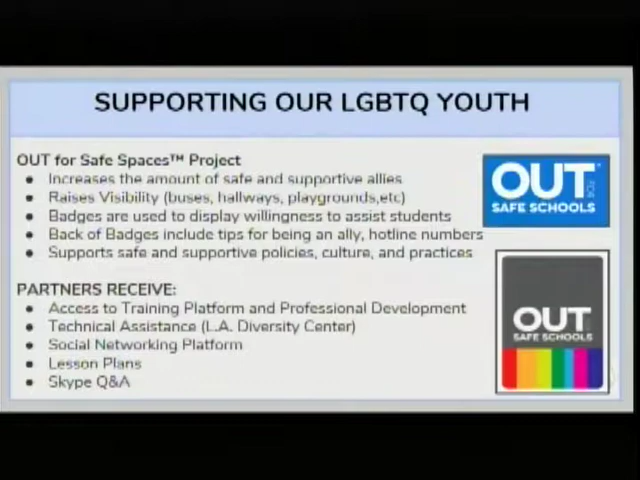 SUPPORTING OUR LGBTQ YOUTH
OUT for Safe Spaces™ Project
● Increases the amount of safe and supportive allies
● Raises Visibility (buses, hallways, playgrounds,etc)
● Badges are used to display willingness to assist students
● Back of Badges include tips for being an ally, hotline numbers
● Supports safe and supportive policies, culture, and practices
PARTNERS RECEIVE:
● Access to Training Platform and Professional Development
● Technical Assistance (L.A. Diversity Center)
● Social Networking Platform
● Lesson Plans
● Skype Q&A
OUT FOR
SAFE SCHOOLS
OUT
SAFE SCHOOLS